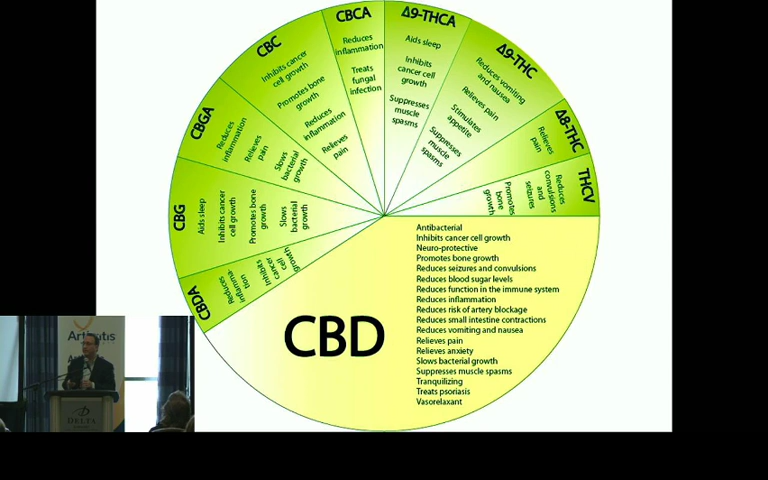 CBCA
Reduces
inflammation
Treats
fungal
infection
Δ9-THCA
Aids sleep
Inhibits
cancer cell
growth
Suppresses
muscle
spasms
Δ9-THC
Reduces vomiting
and nausea
Relieves pain
Stimulates
appetite
Suppresses
muscle
spasms
Δ8-THC
Relieves
pain
THCV
Reduces
convulsions
and
seizures
Promotes
bone
growth
CBC
Inhibits cancer
cell growth
Promotes bone
growth
Reduces
inflammation
Relieves
pain
CBGA
Reduces
inflammation
Relieves
pain
Slows
bacterial
growth
CBG
Aids sleep
Inhibits cancer
cell growth
Promotes bone
growth
Slows
bacterial
growth
CBDA
Reduces
inflamma-
tion
Inhibits
cancer
cell
growth
CBD
Antibacterial
Inhibits cancer cell growth
Neuro-protective
Promotes bone growth
Reduces seizures and convulsions
Reduces blood sugar levels
Reduces function in the immune system
Reduces inflammation
Reduces risk of artery blockage
Reduces small intestine contractions
Reduces vomiting and nausea
Relieves pain
Relieves anxiety
Slows bacterial growth
Suppresses muscle spasms
Tranquilizing
Treats psoriasis
Vasorelaxant
DELTA